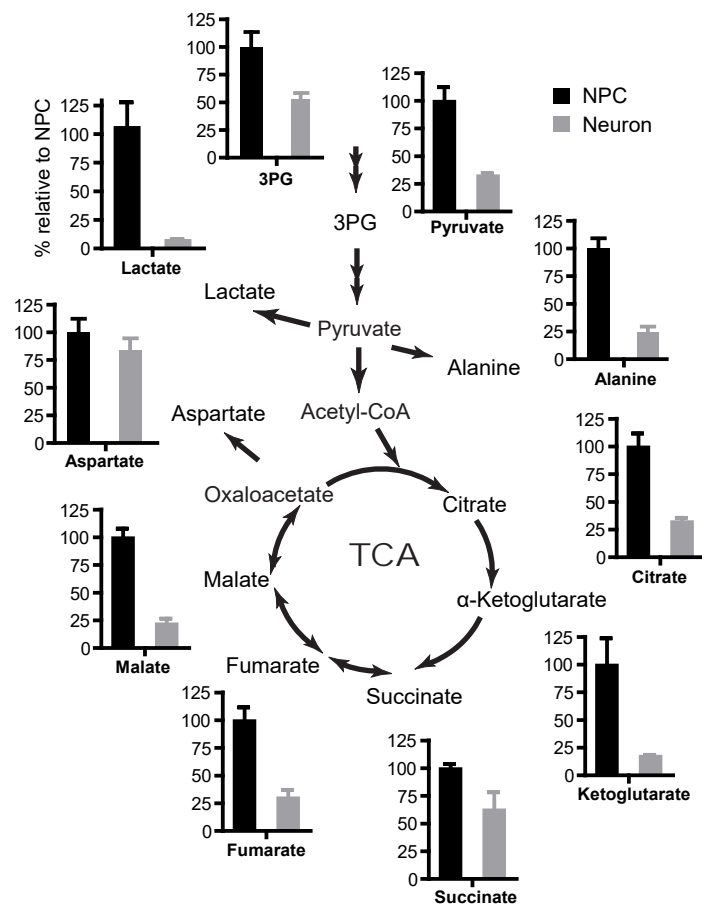 125
100
75
50
25
0
3PG
% relative to NPC
125
100
75
50
25
0
Lactate
125
100
75
50
25
0
Pyruvate
NPC
Neuron
3PG
125
100
75
50
25
0
Alanine
Lactate
Pyruvate
Alanine
125
100
75
50
25
0
Aspartate
Aspartate
Acetyl-CoA
Oxaloacetate
Citrate
TCA
Malate
α-Ketoglutarate
Fumarate
Succinate
125
100
75
50
25
0
Citrate
125
100
75
50
25
0
Malate
125
100
75
50
25
0
Ketoglutarate
125
100
75
50
25
0
Fumarate
125
100
75
50
25
0
Succinate